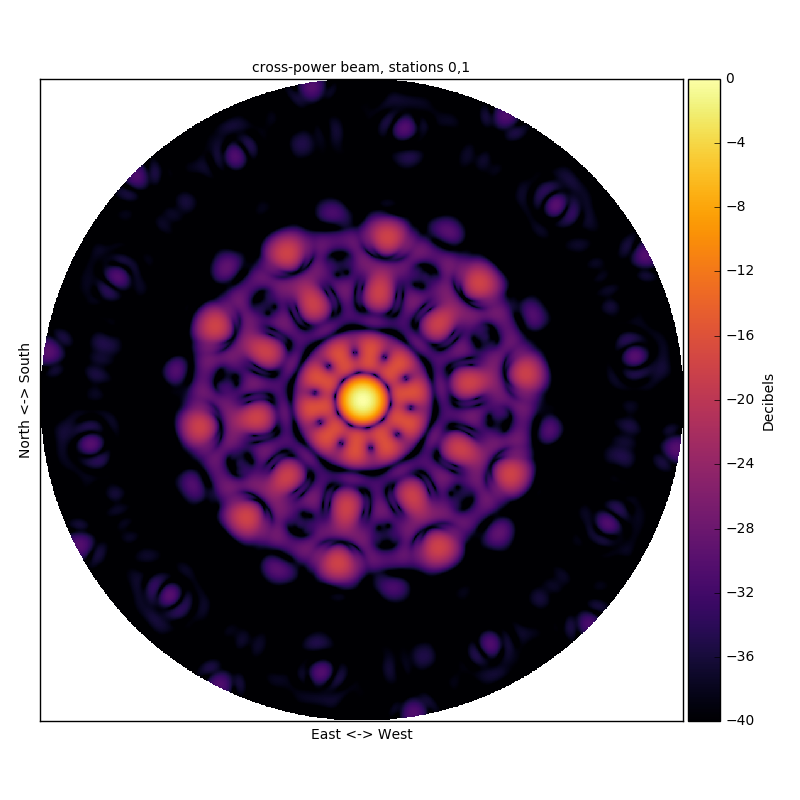 cross-power beam, stations 0,1
North <-> South
East <-> West
0
−4
−8
−12
−16
−20
−24
−28
−32
−36
−40
Decibels